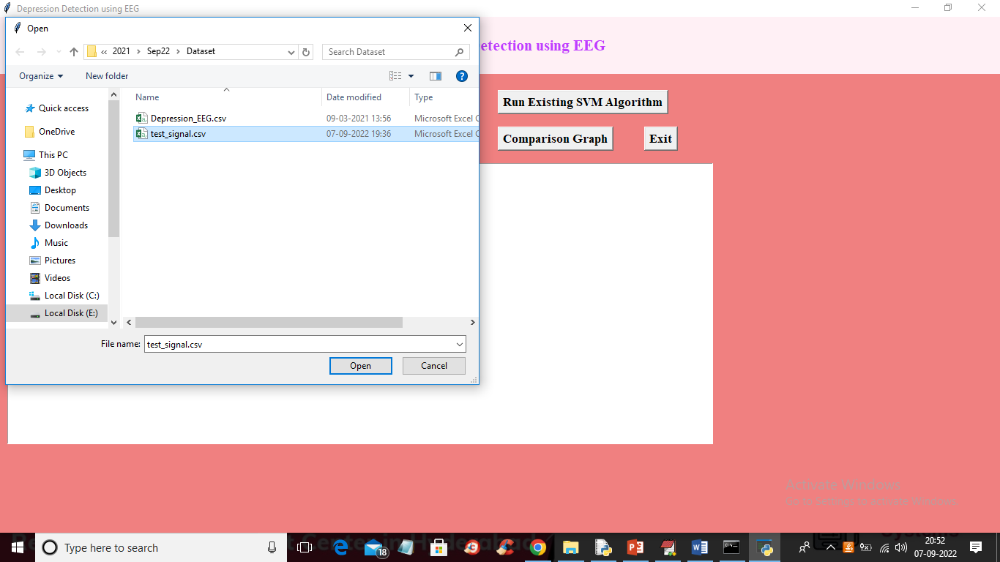 Depression Detection using EEG
Open
etection using EEG
« 2021 › Sep22 › Dataset
Search Dataset
Organize
New folder
Name
Date modified
Type
Quick access
OneDrive
This PC
3D Objects
Desktop
Documents
Downloads
Music
Pictures
Videos
Local Disk (C:)
Local Disk (E:)
Depression_EEG.csv 09-03-2021 13:56 Microsoft Excel C
test_signal.csv 07-09-2022 19:36 Microsoft Excel C
Run Existing SVM Algorithm
Comparison Graph
Exit
File name: test_signal.csv
Open
Cancel
Activate Windows
Go to Settings to activate Windows.
Type here to search
18
20:52
07-09-2022